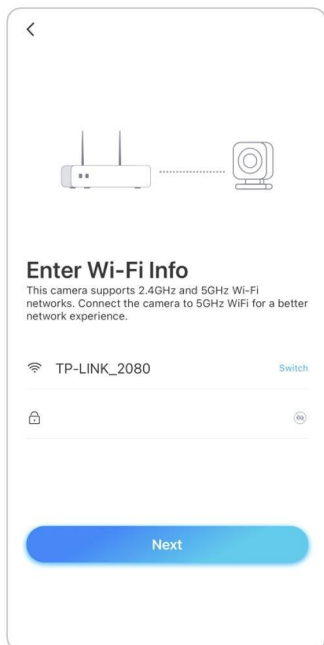 Enter Wi-Fi Info
This camera supports 2.4GHz and 5GHz Wi-Fi
networks. Connect the camera to 5GHz WiFi for a better
network experience.
TP-LINK_2080 Switch
Next